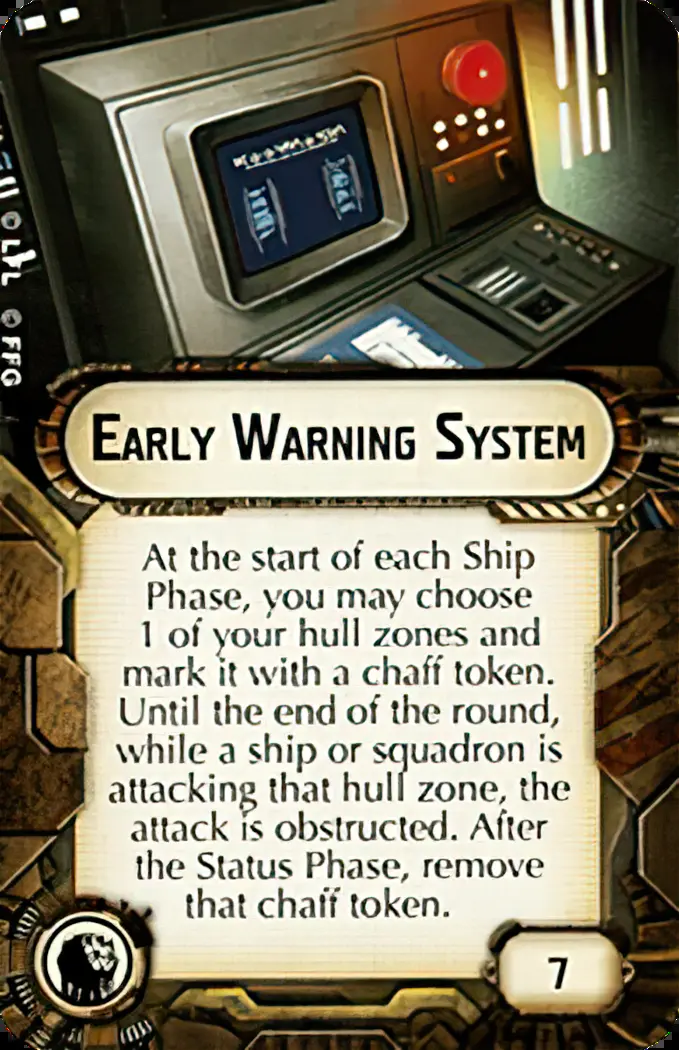 LFL
FFG
EARLY WARNING SYSTEM
At the start of each Ship
Phase, you may choose
1 of your hull zones and
mark it with a chaff token.
Until the end of the round,
while a ship or squadron is
attacking that hull zone, the
attack is obstructed. After
the Status Phase, remove
that chaff token.
7